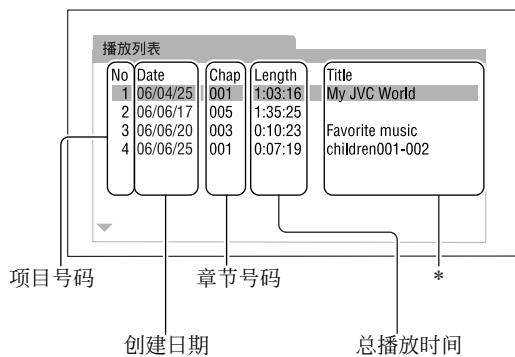 播放列表
No Date Chap Length Title
1 06/04/25 001 1:03:16 My JVC World
2 06/06/17 005 1:35:25
3 06/06/20 003 0:10:23 Favorite music
4 06/06/25 001 0:07:19 children001-002
项目号码 章节号码 *
创建日期 总播放时间